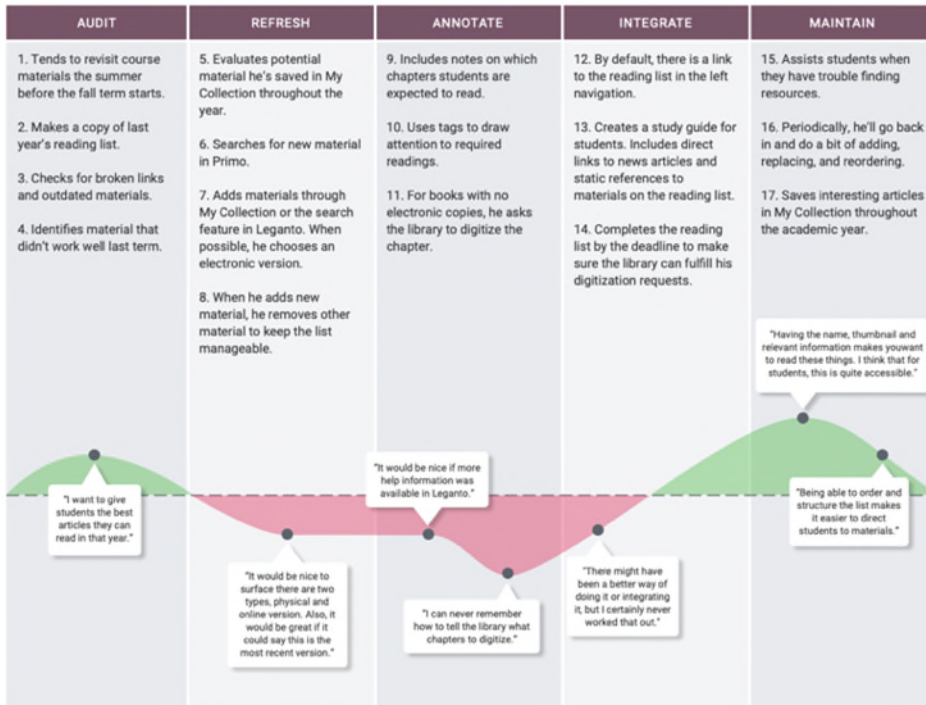 AUDIT
1. Tends to revisit course
materials the summer
before the fall term starts.
2. Makes a copy of last
year's reading list.
3. Checks for broken links
and outdated materials.
4. Identifies material that
didn't work well last term.
REFRESH
5. Evaluates potential
material he's saved in My
Collection throughout the
year.
6. Searches for new material
in Primo.
7. Adds materials through
My Collection or the search
feature in Leganto. When
possible, he chooses an
electronic version.
8. When he adds new
material, he removes other
material to keep the list
manageable.
ANNOTATE
9. Includes notes on which
chapters students are
expected to read.
10. Uses tags to draw
attention to required
readings.
11. For books with no
electronic copies, he asks
the library to digitize the
chapter.
INTEGRATE
12. By default, there is a link
to the reading list in the left
navigation.
13. Creates a study guide for
students. Includes direct
links to news articles and
static references to
materials on the reading list.
14. Completes the reading
list by the deadline to make
sure the library can fulfill his
digitization requests.
MAINTAIN
15. Assists students when
they have trouble finding
resources.
16. Periodically, he'll go back
in and do a bit of adding,
replacing, and reordering.
17. Saves interesting articles
in My Collection throughout
the academic year.
"I want to give
students the best
articles they can
read in that year."
"It would be nice to
surface there are two
types, physical and
online version. Also, it
would be great if it
could say this is the
most recent version."
"It would be nice if more
help information was
available in Leganto."
"I can never remember
how to tell the library what
chapters to digitize."
"There might have
been a better way of
doing it or integrating
it, but I certainly never
worked that out."
"Having the name, thumbnail and
relevant information makes youwant
to read these things. I think that for
students, this is quite accessible."
"Being able to order and
structure the list makes
it easier to direct
students to materials."